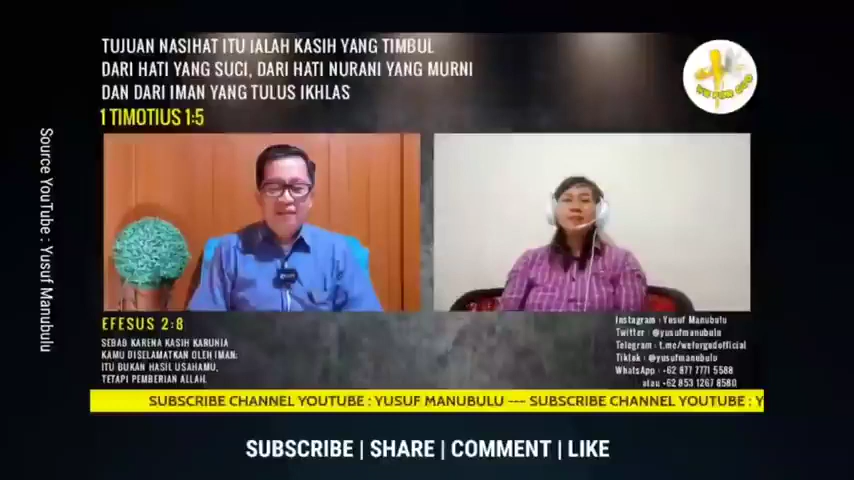 TUJUAN NASIHAT ITU IALAH KASIH YANG TIMBUL
DARI HATI YANG SUCI, DARI HATI NURANI YANG MURNI
DAN DARI IMAN YANG TULUS IKHLAS
1 TIMOTIUS 1:5
Source YouTube : Yusuf Manubulu
EFESUS 2:8
SEBAB KARENA KASIH KARUNIA
KAMU DISELAMATKAN OLEH IMAN;
ITU BUKAN HASIL USAHAMU,
TETAPI PEMBERIAN ALLAH.
Instagram : Yusuf Manubulu
Twitter : @yusufmanubulu
Telegram : t.me/weforgodofficial
Tiktok : @yusufmanubulu
WhatsApp : +62 877 7771 5588
atau +62 853 1267 8580
SUBSCRIBE CHANNEL YOUTUBE : YUSUF MANUBULU --- SUBSCRIBE CHANNEL YOUTUBE : Y
SUBSCRIBE | SHARE | COMMENT | LIKE